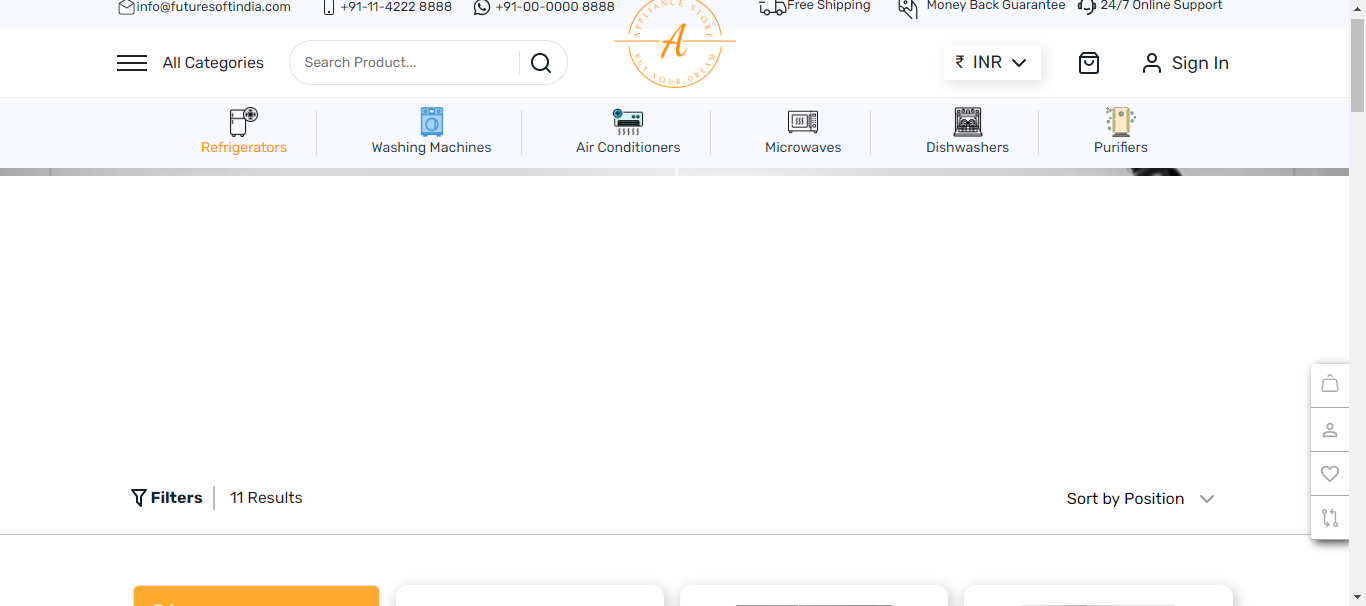 info@futuresoftindia.com +91-11-4222 8888 +91-00-0000 8888 Free Shipping Money Back Guarantee 24/7 Online Support
APPLIANCE STORE
A
BUY YOUR DREAM
All Categories Search Product... ₹ INR Sign In
Refrigerators Washing Machines Air Conditioners Microwaves Dishwashers Purifiers
Filters 11 Results Sort by Position